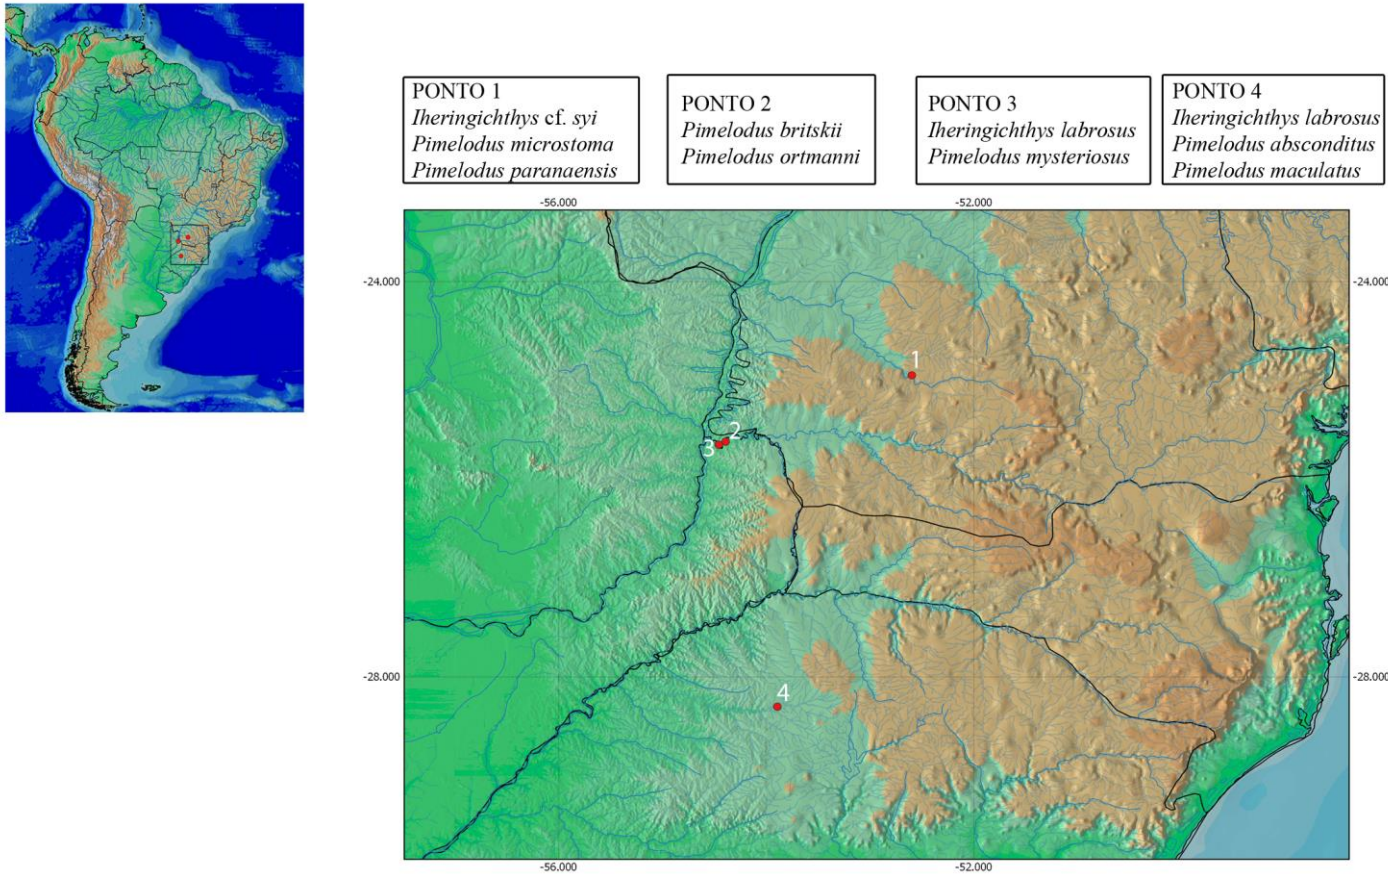 PONTO 1
Iheringichthys cf. syi
Pimelodus microstoma
Pimelodus paranaensis
PONTO 2
Pimelodus britskii
Pimelodus ortmanni
PONTO 3
Iheringichthys labrosus
Pimelodus mysteriosus
PONTO 4
Iheringichthys labrosus
Pimelodus absconditus
Pimelodus maculatus
-56.000
-52.000
-24.000
-24.000
1
2
3
-28.000
-28.000
4
-56.000
-52.000